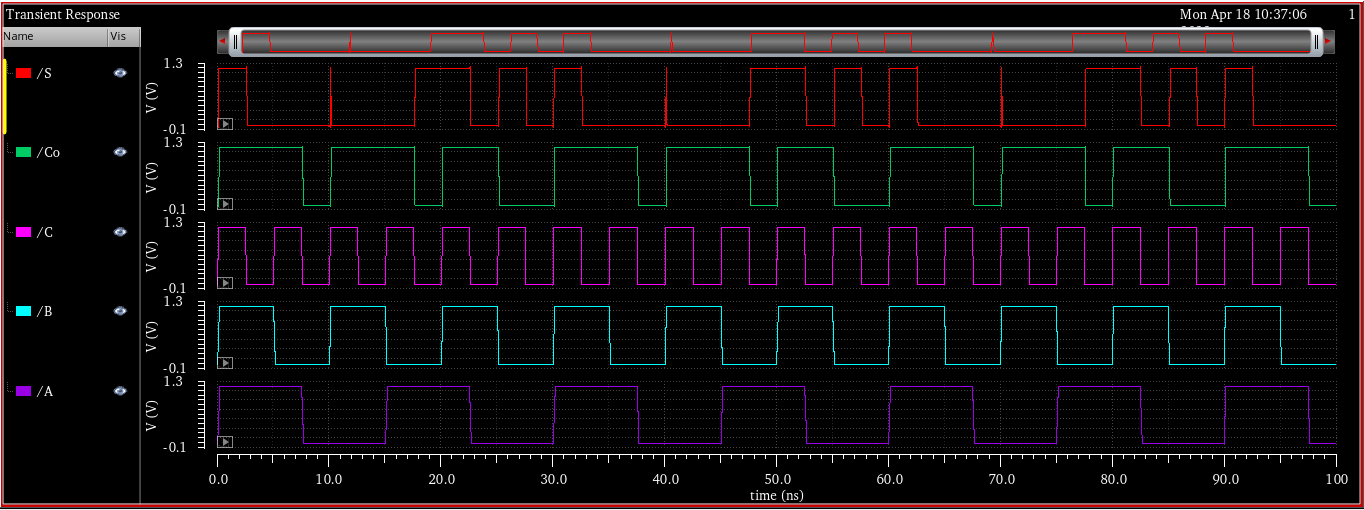 Transient Response
Mon Apr 18 10:37:06 1
Name Vis
/S
V (V)
1.3
-0.1
/Co
V (V)
1.3
-0.1
/C
V (V)
1.3
-0.1
/B
V (V)
1.3
-0.1
/A
V (V)
1.3
-0.1
0.0 10.0 20.0 30.0 40.0 50.0 60.0 70.0 80.0 90.0 100
time (ns)